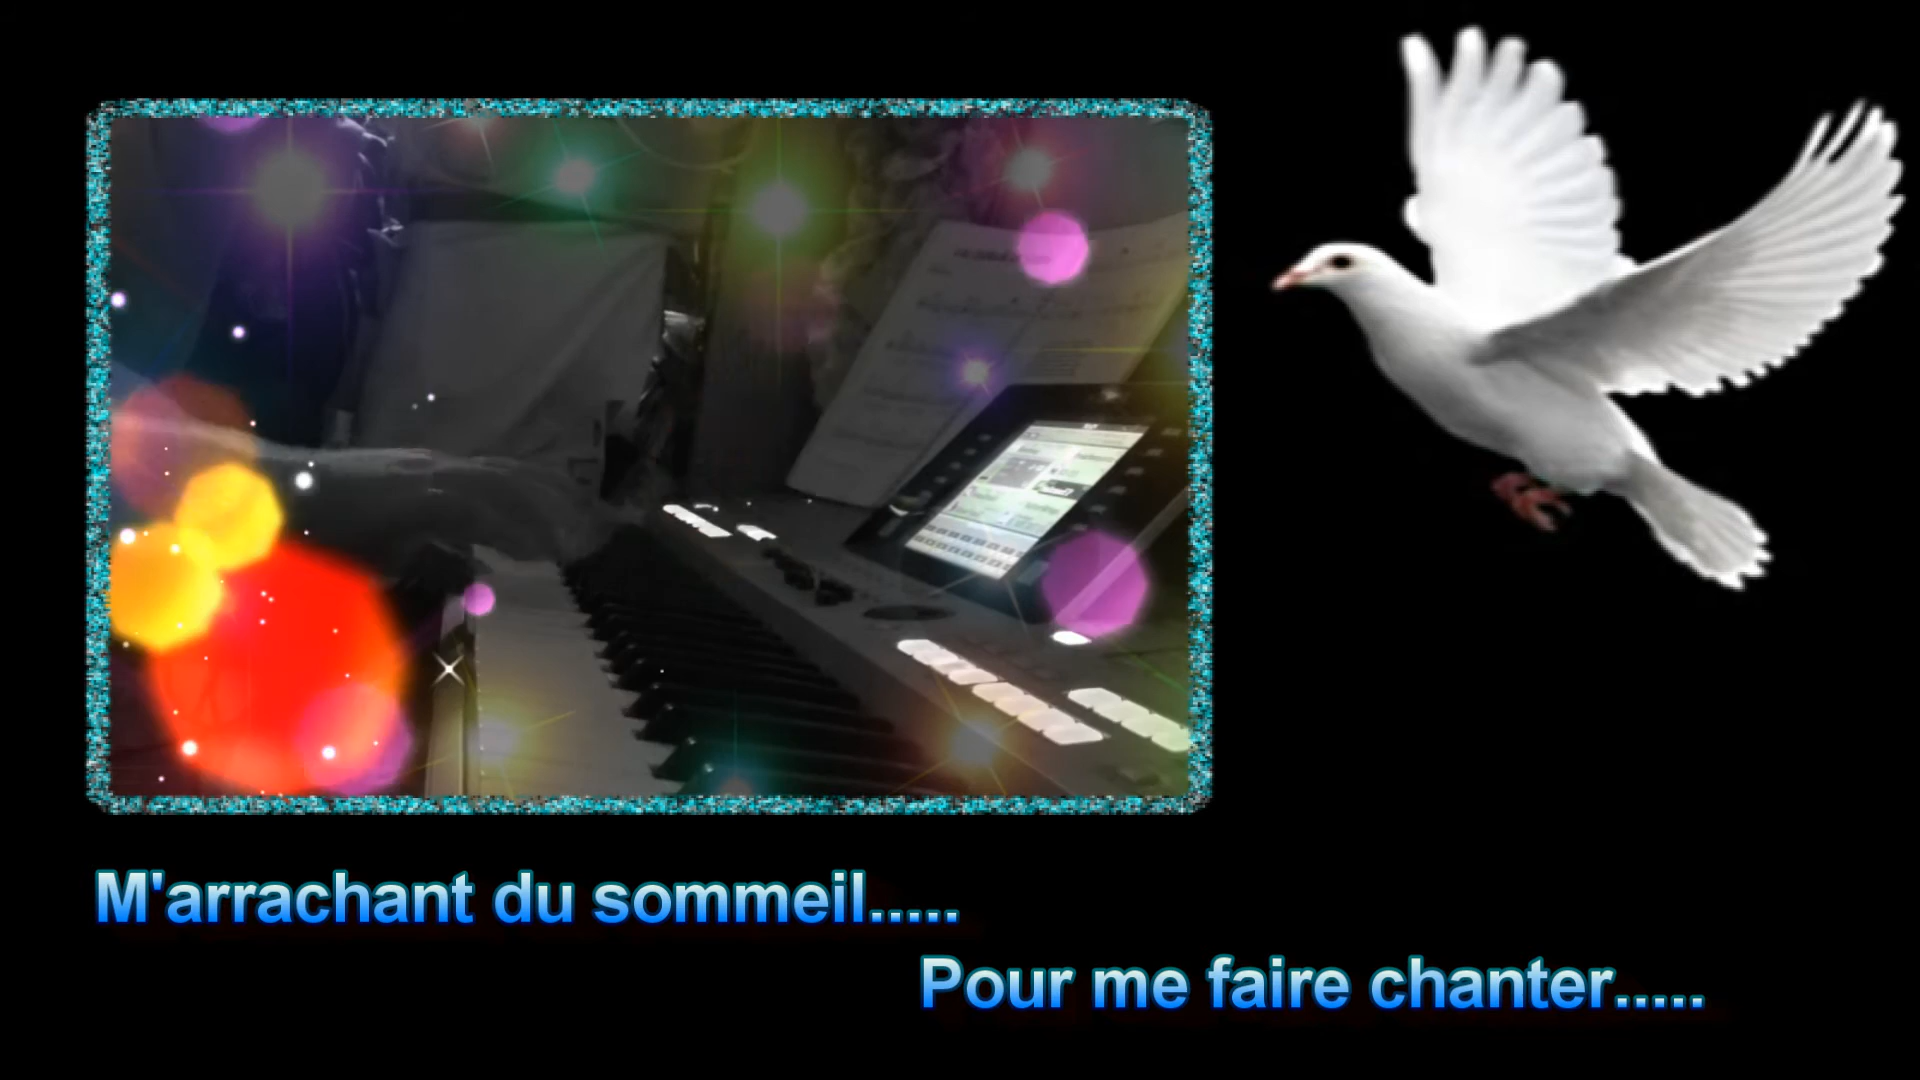 M'arrachant du sommeil.....
Pour me faire chanter.....